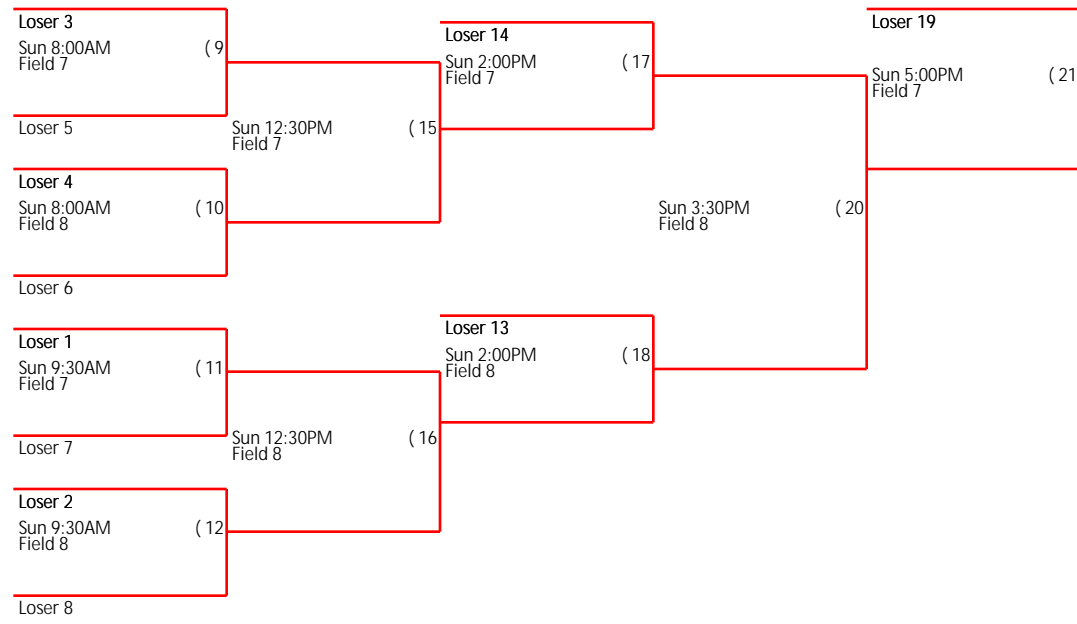 Loser 3
Sun 8:00AM ( 9
Field 7
Loser 5
Loser 4
Sun 8:00AM ( 10
Field 8
Loser 6
Loser 1
Sun 9:30AM ( 11
Field 7
Loser 7
Loser 2
Sun 9:30AM ( 12
Field 8
Loser 8
Sun 12:30PM ( 15
Field 7
Sun 12:30PM ( 16
Field 8
Loser 14
Sun 2:00PM ( 17
Field 7
Loser 13
Sun 2:00PM ( 18
Field 8
Sun 3:30PM ( 20
Field 8
Loser 19
Sun 5:00PM ( 21
Field 7